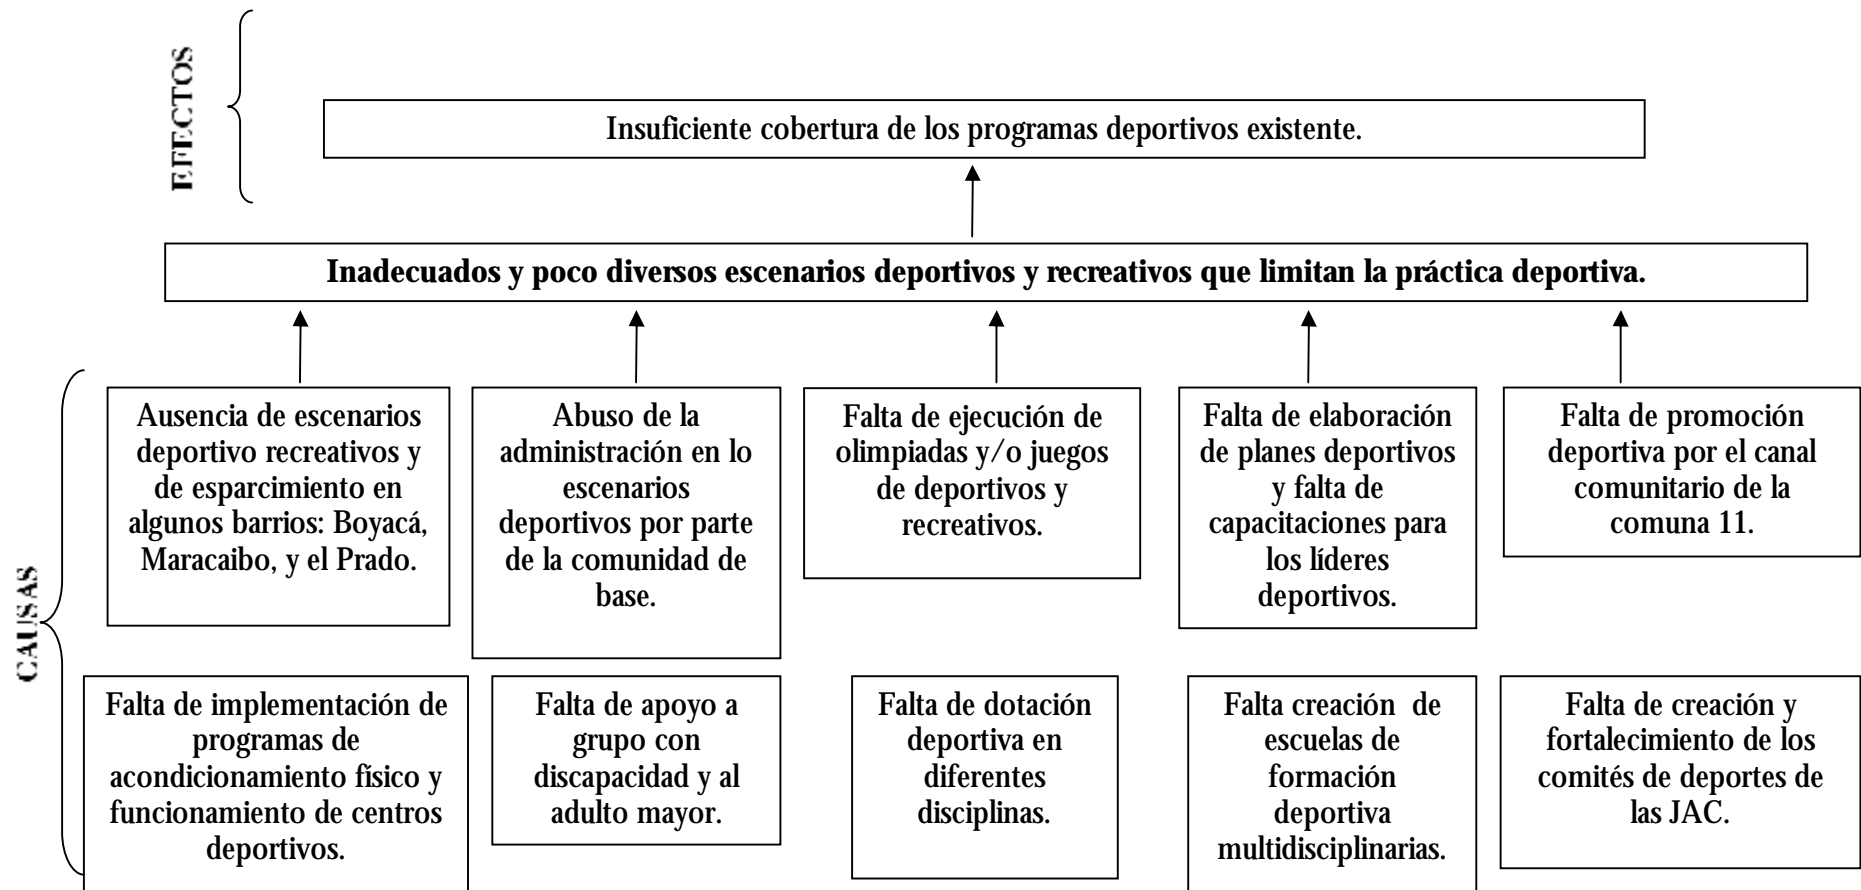 EFECTOS
Insuficiente cobertura de los programas deportivos existente.
Inadecuados y poco diversos escenarios deportivos y recreativos que limitan la práctica deportiva.
CAUSAS
Ausencia de escenarios
deportivo recreativos y
de esparcimiento en
algunos barrios: Boyacá,
Maracaibo, y el Prado.
Abuso de la
administración en lo
escenarios
deportivos por parte
de la comunidad de
base.
Falta de ejecución de
olimpiadas y/o juegos
de deportivos y
recreativos.
Falta de elaboración
de planes deportivos
y falta de
capacitaciones para
los líderes
deportivos.
Falta de promoción
deportiva por el canal
comunitario de la
comuna 11.
Falta de implementación de
programas de
acondicionamiento físico y
funcionamiento de centros
deportivos.
Falta de apoyo a
grupo con
discapacidad y al
adulto mayor.
Falta de dotación
deportiva en
diferentes
disciplinas.
Falta creación de
escuelas de
formación
deportiva
multidisciplinarias.
Falta de creación y
fortalecimiento de los
comités de deportes de
las JAC.